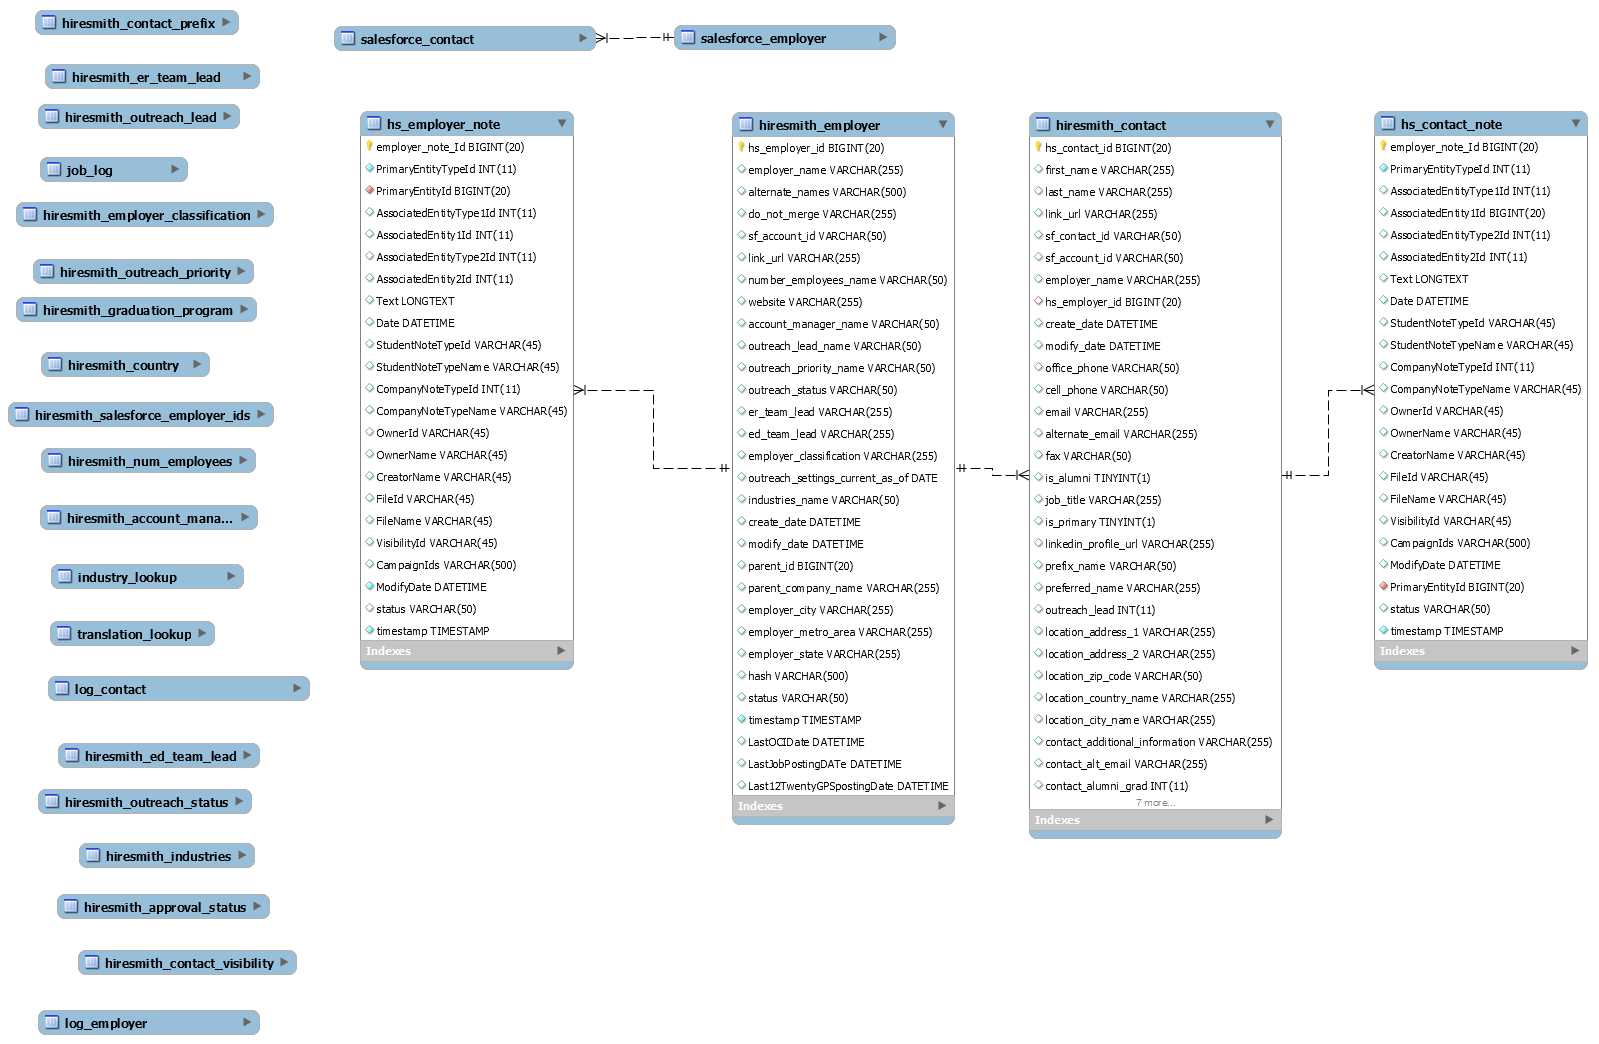 hiresmith_contact_prefix
hiresmith_er_team_lead
hiresmith_outreach_lead
job_log
hiresmith_employer_classification
hiresmith_outreach_priority
hiresmith_graduation_program
hiresmith_country
hiresmith_salesforce_employer_ids
hiresmith_num_employees
hiresmith_account_mana...
industry_lookup
translation_lookup
log_contact
hiresmith_ed_team_lead
hiresmith_outreach_status
hiresmith_industries
hiresmith_approval_status
hiresmith_contact_visibility
log_employer
salesforce_contact
salesforce_employer
hs_employer_note
employer_note_Id BIGINT(20)
PrimaryEntityTypeId INT(11)
PrimaryEntityId BIGINT(20)
AssociatedEntityType1Id INT(11)
AssociatedEntity1Id INT(11)
AssociatedEntityType2Id INT(11)
AssociatedEntity2Id INT(11)
Text LONGTEXT
Date DATETIME
StudentNoteTypeId VARCHAR(45)
StudentNoteTypeName VARCHAR(45)
CompanyNoteTypeId INT(11)
CompanyNoteTypeName VARCHAR(45)
OwnerId VARCHAR(45)
OwnerName VARCHAR(45)
CreatorName VARCHAR(45)
FileId VARCHAR(45)
FileName VARCHAR(45)
VisibilityId VARCHAR(45)
CampaignIds VARCHAR(500)
ModifyDate DATETIME
status VARCHAR(50)
timestamp TIMESTAMP
Indexes
hiresmith_employer
hs_employer_id BIGINT(20)
employer_name VARCHAR(255)
alternate_names VARCHAR(500)
do_not_merge VARCHAR(255)
sf_account_id VARCHAR(50)
link_url VARCHAR(255)
number_employees_name VARCHAR(50)
website VARCHAR(255)
account_manager_name VARCHAR(50)
outreach_lead_name VARCHAR(50)
outreach_priority_name VARCHAR(50)
outreach_status VARCHAR(50)
er_team_lead VARCHAR(255)
ed_team_lead VARCHAR(255)
employer_classification VARCHAR(255)
outreach_settings_current_as_of DATE
industries_name VARCHAR(50)
create_date DATETIME
modify_date DATETIME
parent_id BIGINT(20)
parent_company_name VARCHAR(255)
employer_city VARCHAR(255)
employer_metro_area VARCHAR(255)
employer_state VARCHAR(255)
hash VARCHAR(500)
status VARCHAR(50)
timestamp TIMESTAMP
LastOCIDate DATETIME
LastJobPostingDATe DATETIME
Last12TwentyGPSpostingDate DATETIME
Indexes
hiresmith_contact
hs_contact_id BIGINT(20)
first_name VARCHAR(255)
last_name VARCHAR(255)
link_url VARCHAR(255)
sf_contact_id VARCHAR(50)
sf_account_id VARCHAR(50)
employer_name VARCHAR(255)
hs_employer_id BIGINT(20)
create_date DATETIME
modify_date DATETIME
office_phone VARCHAR(50)
cell_phone VARCHAR(50)
email VARCHAR(255)
alternate_email VARCHAR(255)
fax VARCHAR(50)
is_alumni TINYINT(1)
job_title VARCHAR(255)
is_primary TINYINT(1)
linkedin_profile_url VARCHAR(255)
prefix_name VARCHAR(50)
preferred_name VARCHAR(255)
outreach_lead INT(11)
location_address_1 VARCHAR(255)
location_address_2 VARCHAR(255)
location_zip_code VARCHAR(50)
location_country_name VARCHAR(255)
location_city_name VARCHAR(255)
contact_additional_information VARCHAR(255)
contact_alt_email VARCHAR(255)
contact_alumni_grad INT(11)
7 more...
Indexes
hs_contact_note
employer_note_Id BIGINT(20)
PrimaryEntityTypeId INT(11)
AssociatedEntityType1Id INT(11)
AssociatedEntity1Id BIGINT(20)
AssociatedEntityType2Id INT(11)
AssociatedEntity2Id INT(11)
Text LONGTEXT
Date DATETIME
StudentNoteTypeId VARCHAR(45)
StudentNoteTypeName VARCHAR(45)
CompanyNoteTypeId INT(11)
CompanyNoteTypeName VARCHAR(45)
OwnerId VARCHAR(45)
OwnerName VARCHAR(45)
CreatorName VARCHAR(45)
FileId VARCHAR(45)
FileName VARCHAR(45)
VisibilityId VARCHAR(45)
CampaignIds VARCHAR(500)
ModifyDate DATETIME
PrimaryEntityId BIGINT(20)
status VARCHAR(50)
timestamp TIMESTAMP
Indexes